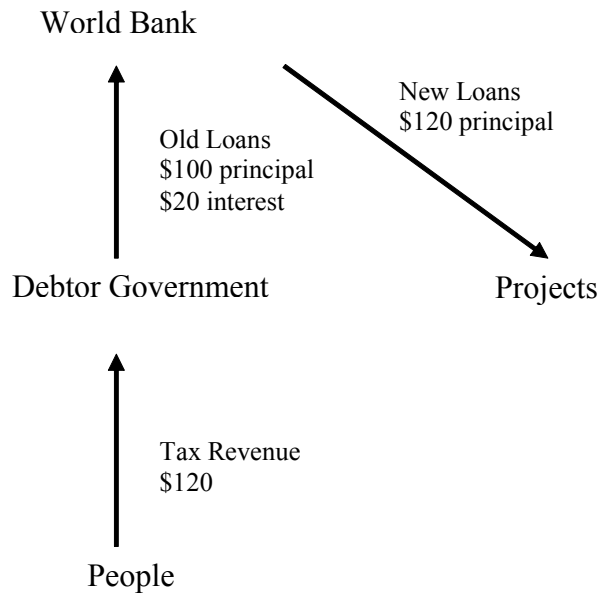 World Bank
New Loans
$120 principal
Old Loans
$100 principal
$20 interest
Debtor Government
Projects
Tax Revenue
$120
People